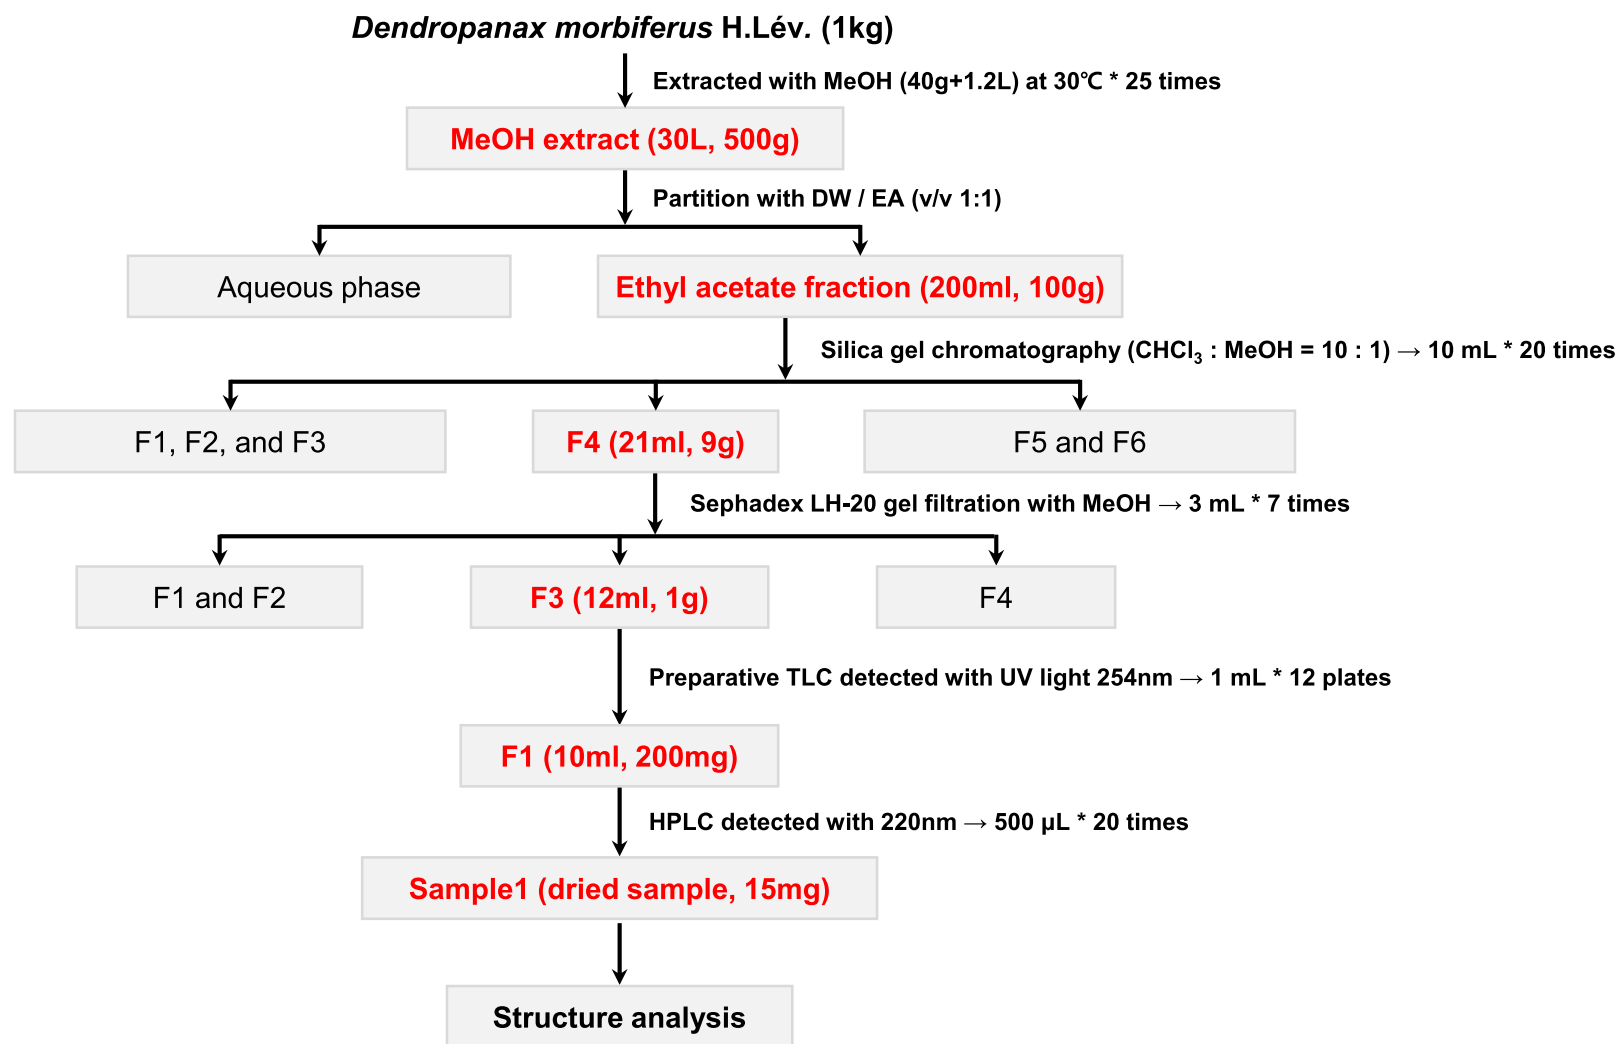 Dendropanax morbiferus H.Lév. (1kg)
Extracted with MeOH (40g+1.2L) at 30℃ * 25 times
MeOH extract (30L, 500g)
Partition with DW / EA (v/v 1:1)
Aqueous phase
Ethyl acetate fraction (200ml, 100g)
Silica gel chromatography (CHCl₃ : MeOH = 10 : 1) → 10 mL * 20 times
F1, F2, and F3
F4 (21ml, 9g)
F5 and F6
Sephadex LH-20 gel filtration with MeOH → 3 mL * 7 times
F1 and F2
F3 (12ml, 1g)
F4
Preparative TLC detected with UV light 254nm → 1 mL * 12 plates
F1 (10ml, 200mg)
HPLC detected with 220nm → 500 µL * 20 times
Sample1 (dried sample, 15mg)
Structure analysis